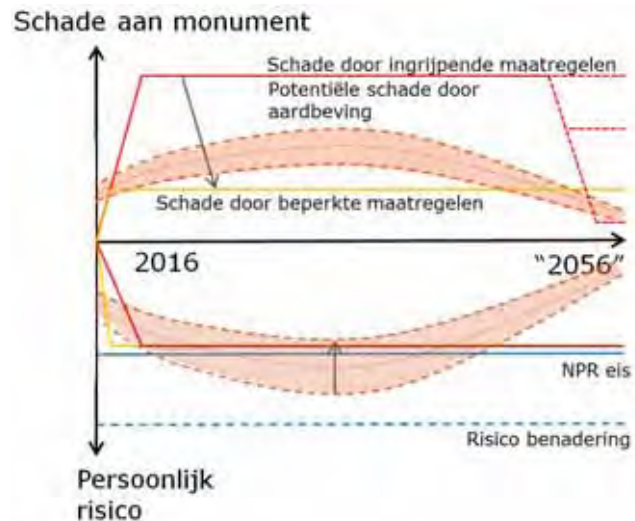 Schade aan monument
Schade door ingrijpende maatregelen
Potentiële schade door
aardbeving
Schade door beperkte maatregelen
2016
"2056"
NPR eis
Risico benadering
Persoonlijk
risico